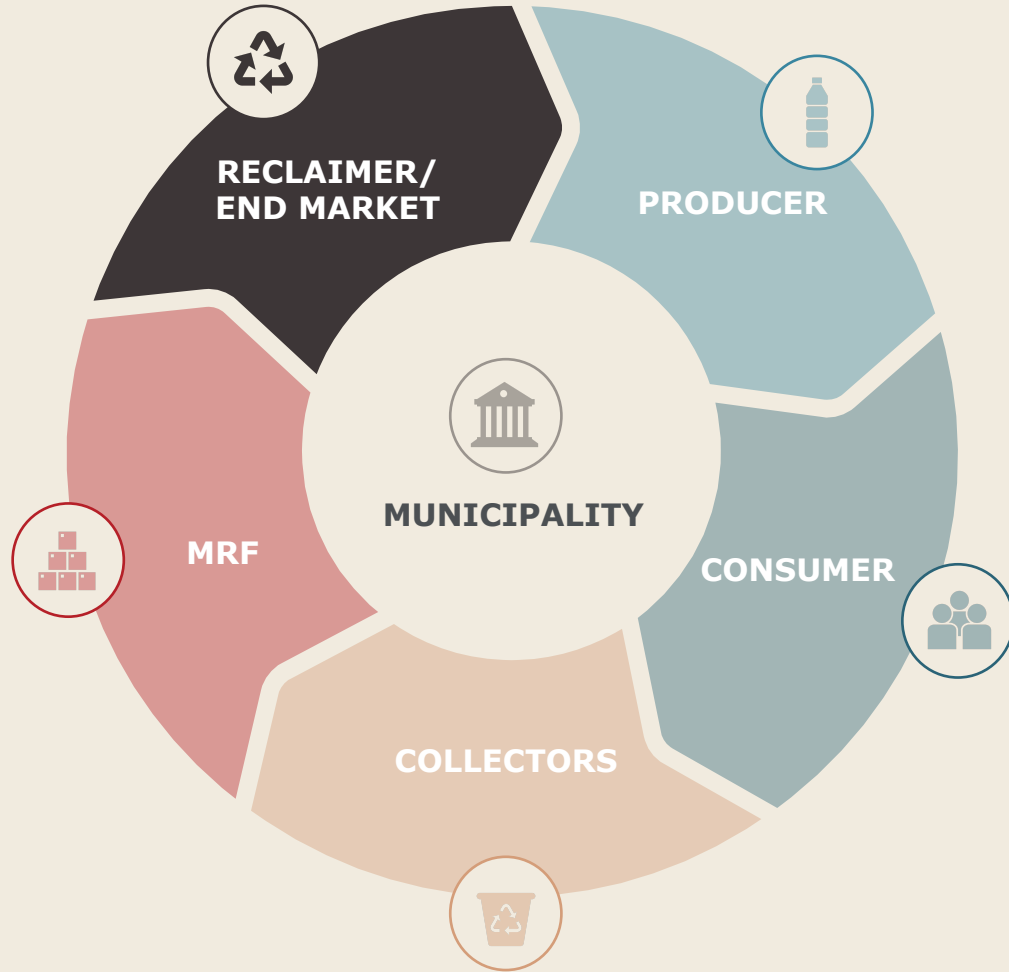 RECLAIMER/
END MARKET
PRODUCER
MUNICIPALITY
MRF
CONSUMER
COLLECTORS